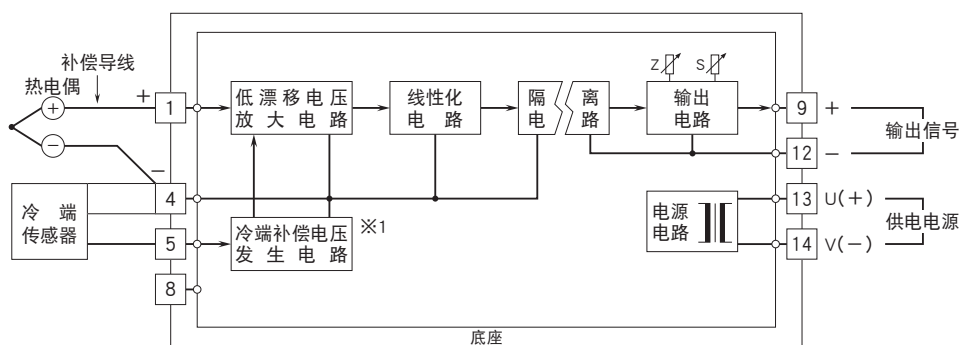 补偿导线
热电偶
+
−
+
−
1
4
5
8
冷　端
传感器
低漂移电压
放大电路
线性化
电　路
隔　离
电　路
Z
S
输出
电路
冷端补偿电压
发生电路
※1
电源
电路
9
+
12
−
输出信号
13
U(+)
14
V(−)
供电电源
底座